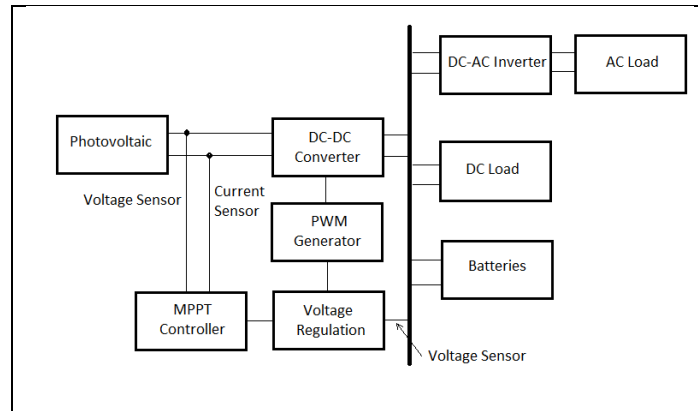 DC-AC Inverter
AC Load
Photovoltaic
DC-DC
Converter
DC Load
Voltage Sensor
Current
Sensor
PWM
Generator
Batteries
MPPT
Controller
Voltage
Regulation
Voltage Sensor